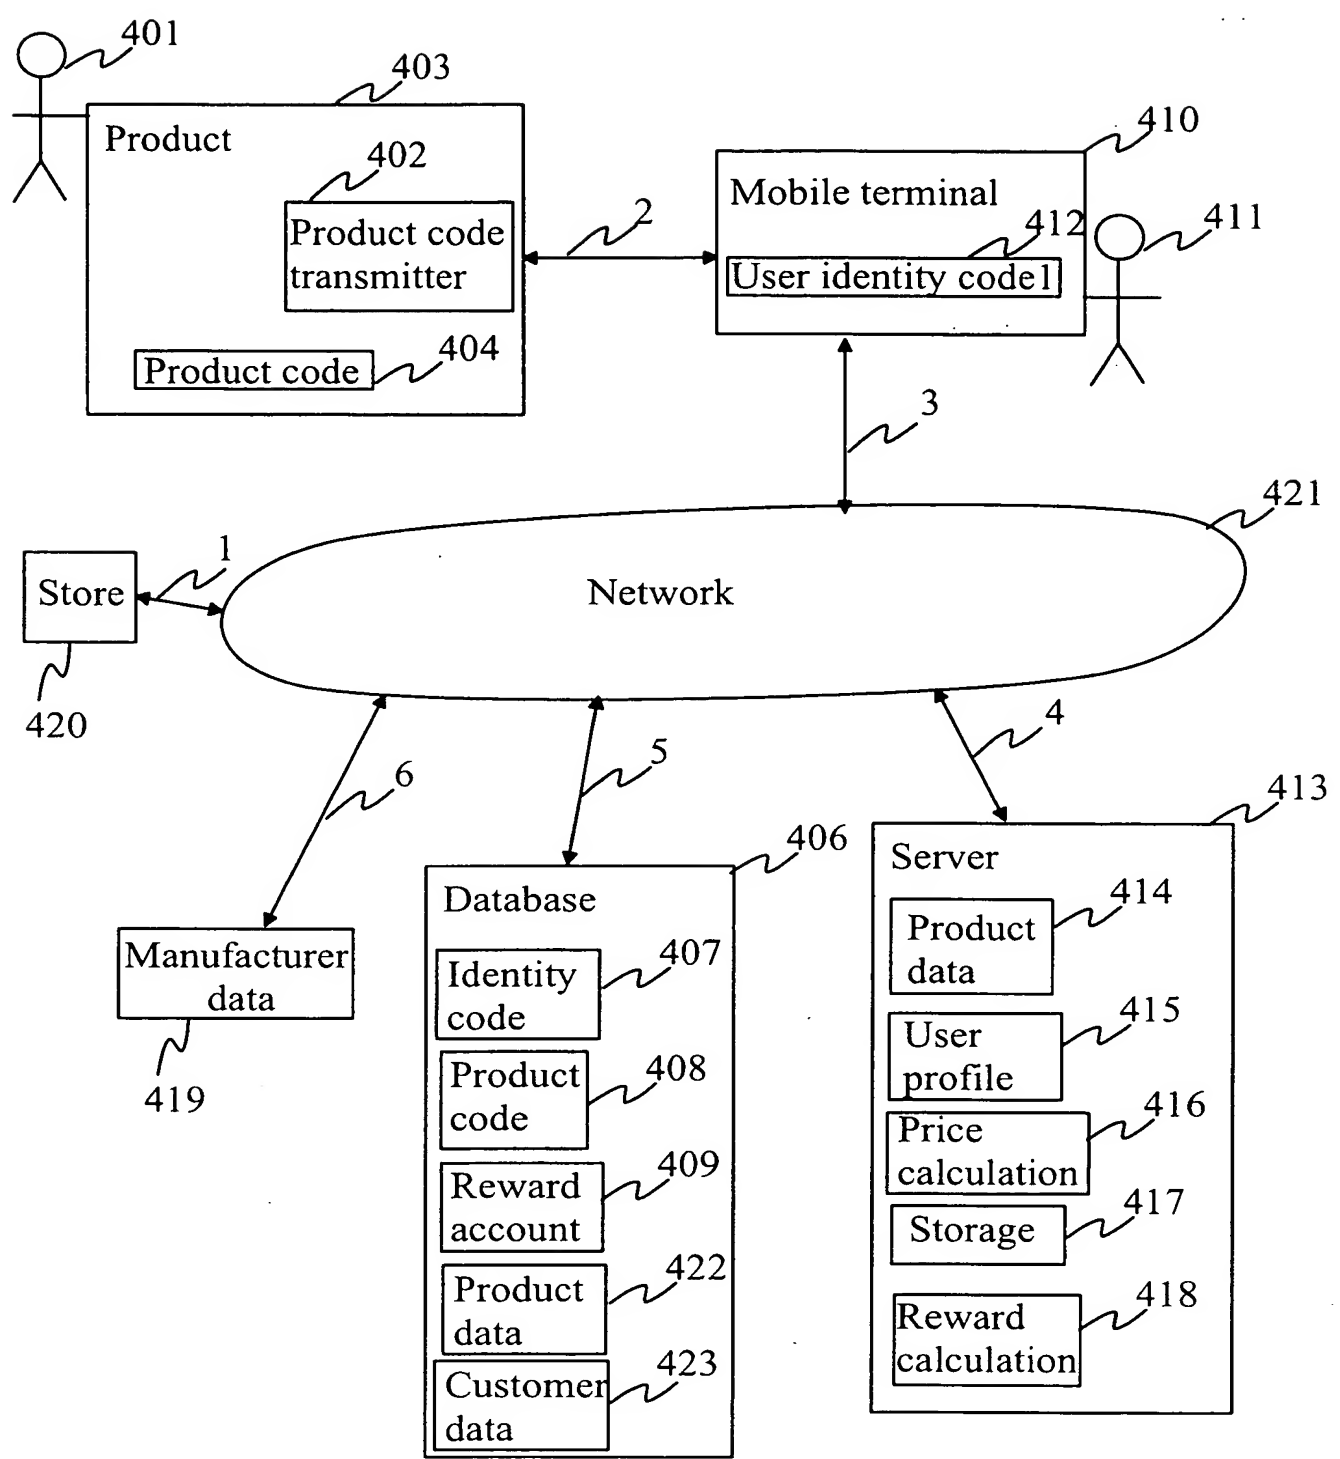 401
403
Product
402
Product code
transmitter
404
Product code
2
410
Mobile terminal
412
User identity code1
411
3
421
Network
1
Store
420
6
5
4
Manufacturer
data
419
406
Database
407
Identity
code
408
Product
code
409
Reward
account
422
Product
data
423
Customer
data
413
Server
414
Product
data
415
User
profile
416
Price
calculation
417
Storage
418
Reward
calculation